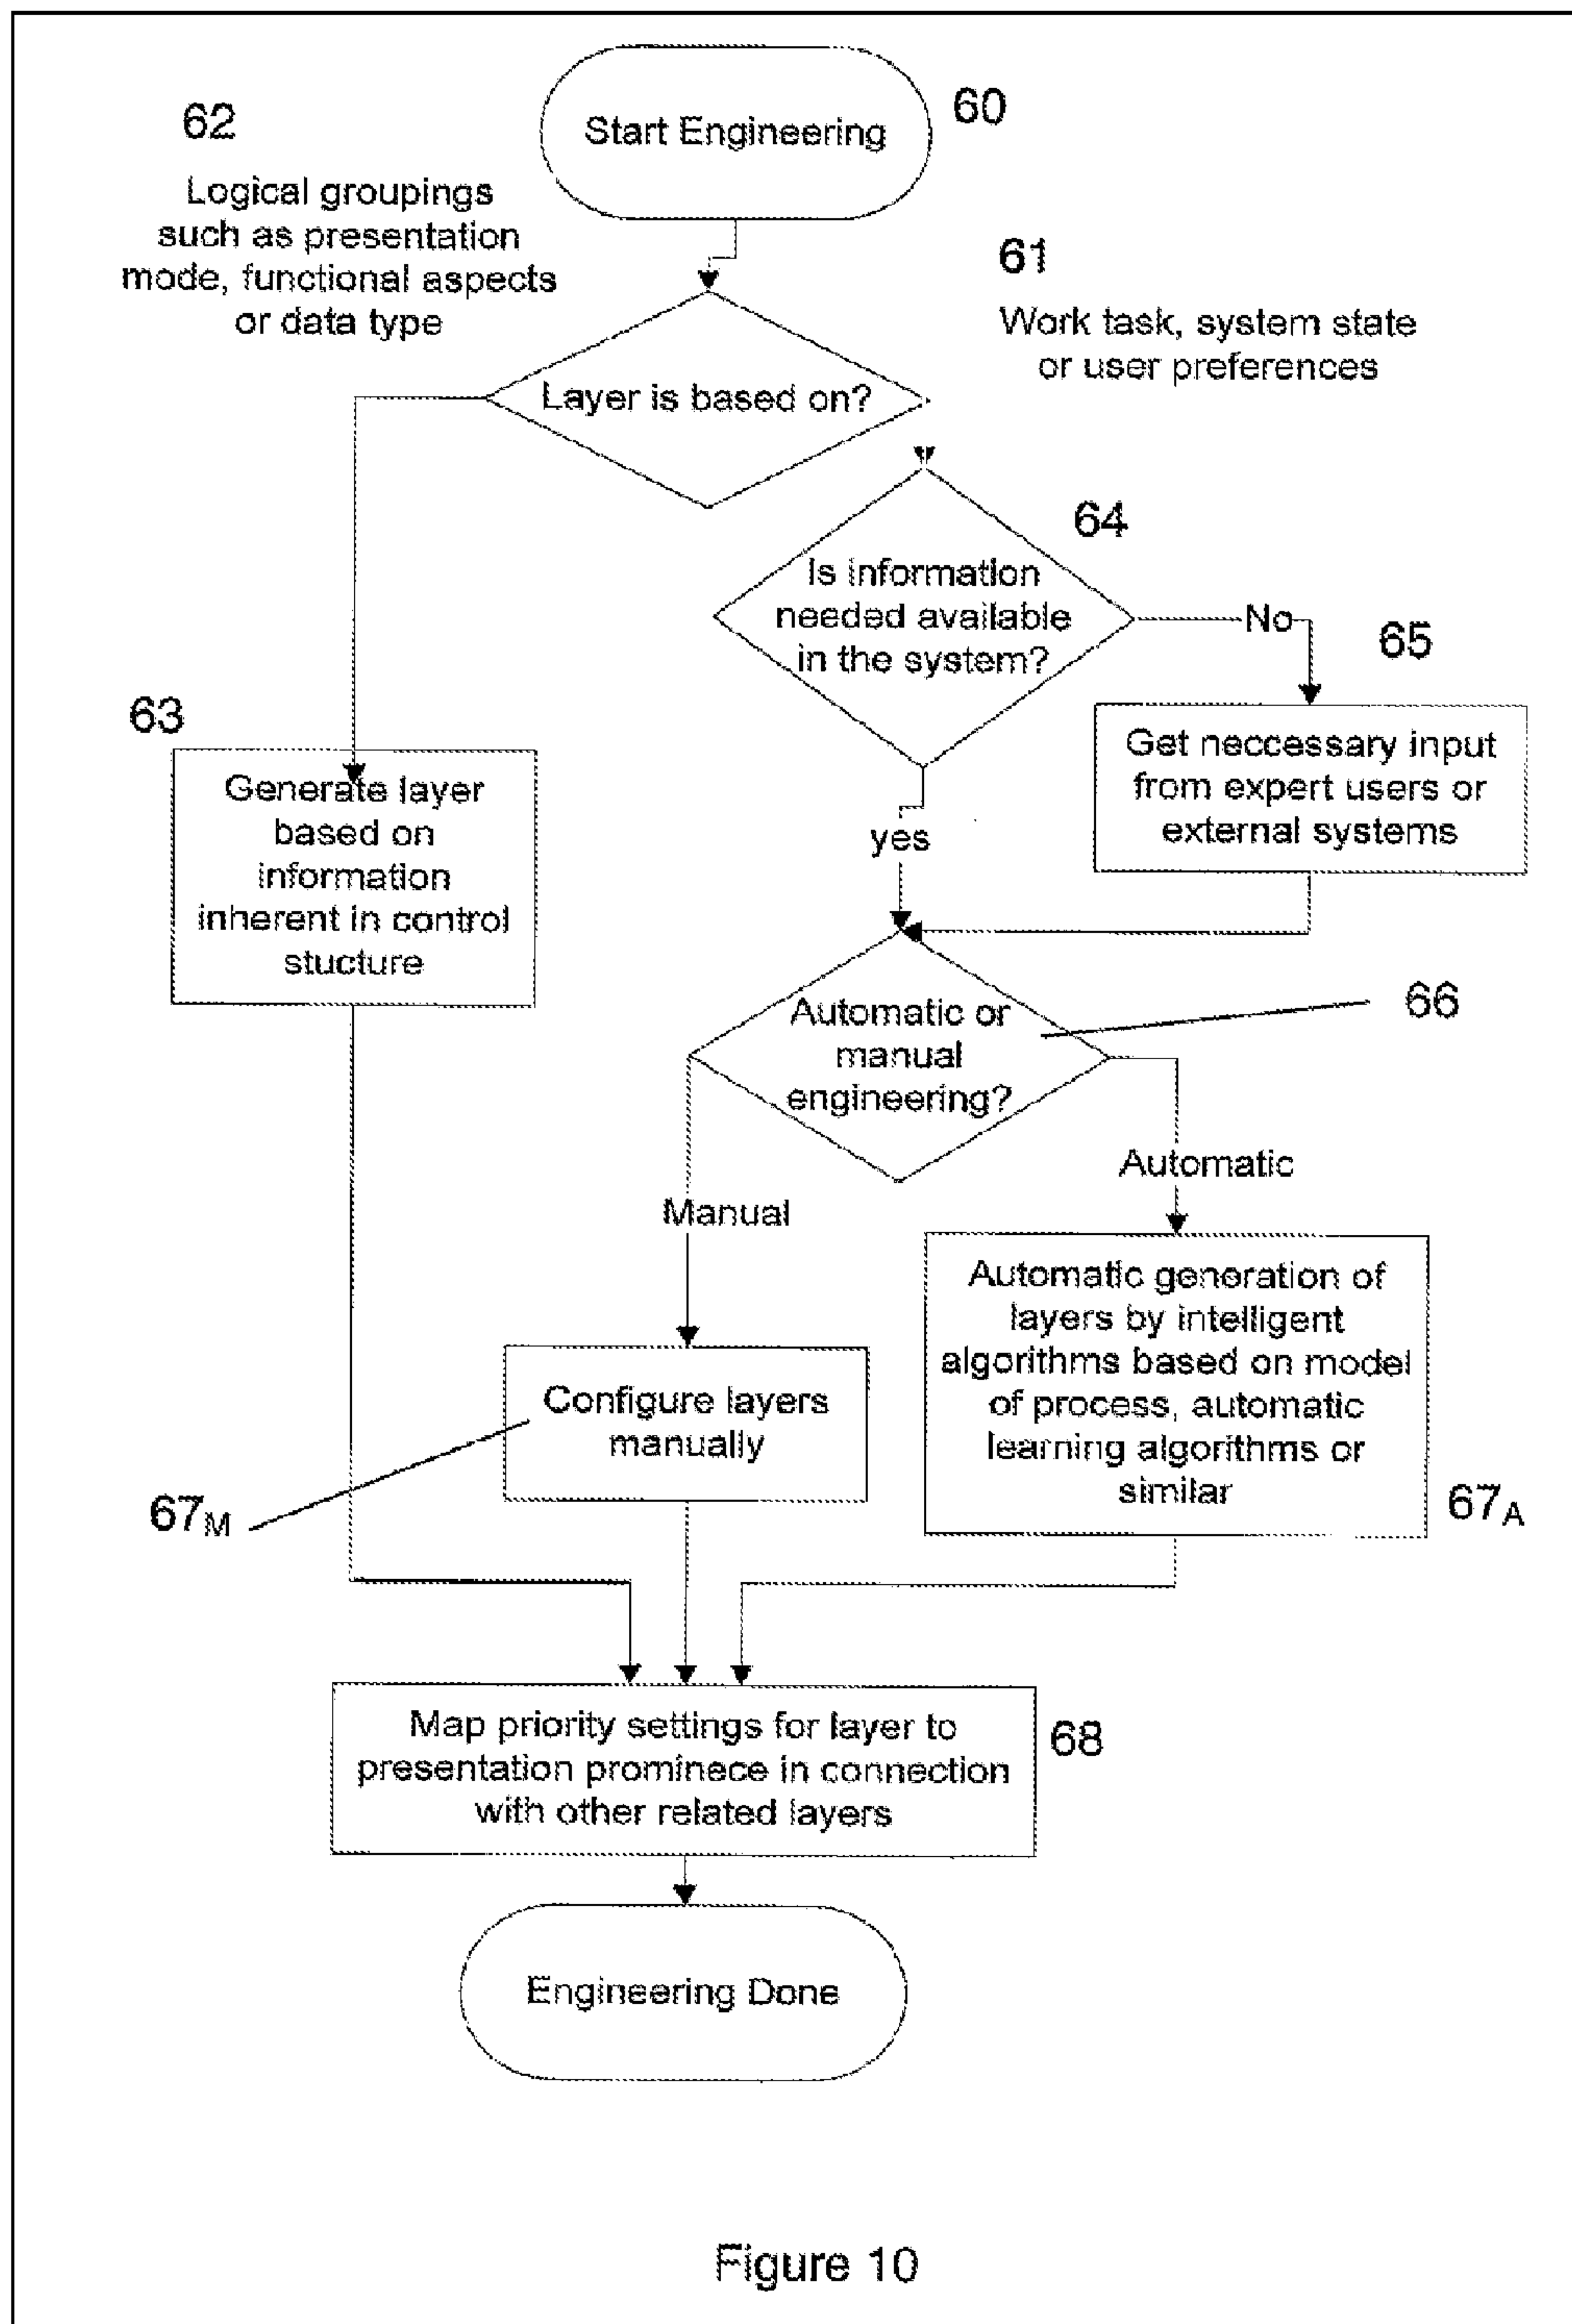 60
Start Engineering
62
Logical groupings
such as presentation
mode, functional aspects
or data type
61
Work task, system state
or user preferences
Layer is based on?
64
Is information
needed available
in the system?
No
65
Get neccessary input
from expert users or
external systems
yes
63
Generate layer
based on
information
inherent in control
stucture
66
Automatic or
manual
engineering?
Manual
Automatic
Configure layers
manually
67M
Automatic generation of
layers by intelligent
algorithms based on model
of process, automatic
learning algorithms or
similar
67A
Map priority settings for layer to
presentation prominece in connection
with other related layers
68
Engineering Done
Figure 10